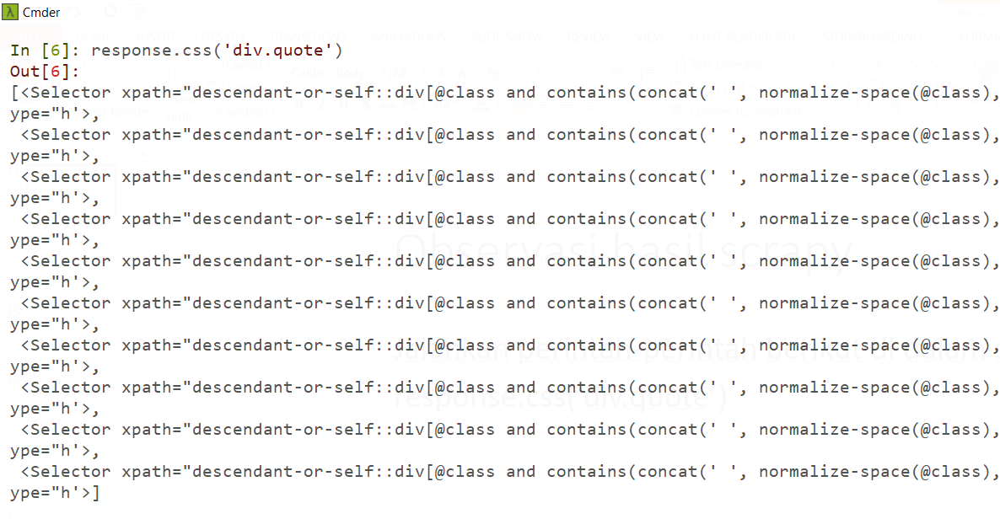 Cmder
In [6]: response.css('div.quote')
Out[6]:
[<Selector xpath="descendant-or-self::div[@class and contains(concat(' ', normalize-space(@class),
ype="h'>,
<Selector xpath="descendant-or-self::div[@class and contains(concat(' ', normalize-space(@class),
ype="h'>,
<Selector xpath="descendant-or-self::div[@class and contains(concat(' ', normalize-space(@class),
ype="h'>,
<Selector xpath="descendant-or-self::div[@class and contains(concat(' ', normalize-space(@class),
ype="h'>,
<Selector xpath="descendant-or-self::div[@class and contains(concat(' ', normalize-space(@class),
ype="h'>,
<Selector xpath="descendant-or-self::div[@class and contains(concat(' ', normalize-space(@class),
ype="h'>,
<Selector xpath="descendant-or-self::div[@class and contains(concat(' ', normalize-space(@class),
ype="h'>,
<Selector xpath="descendant-or-self::div[@class and contains(concat(' ', normalize-space(@class),
ype="h'>,
<Selector xpath="descendant-or-self::div[@class and contains(concat(' ', normalize-space(@class),
ype="h'>,
<Selector xpath="descendant-or-self::div[@class and contains(concat(' ', normalize-space(@class),
ype="h'>]
Observasi hasil scrapy
response.css('div.quote')